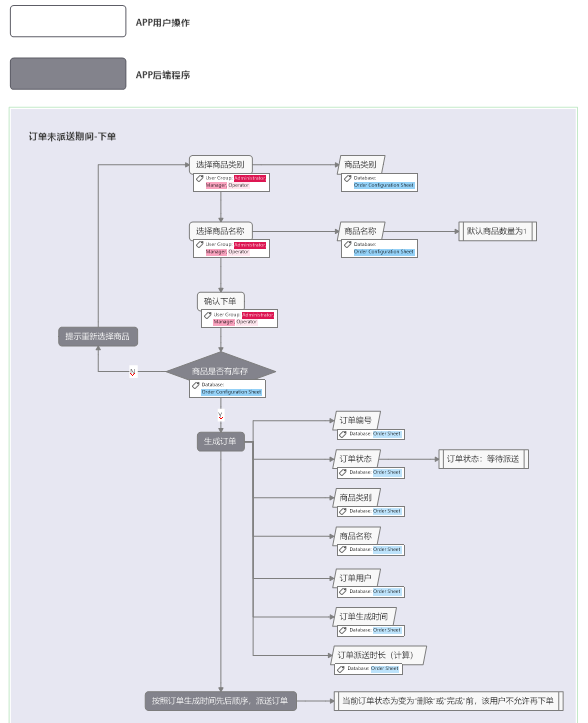 APP用户操作
APP后端程序
订单未派送期间-下单
选择商品类别
User Group: Administrator
Manager, Operator
商品类别
Database:
Order Configuration Sheet
选择商品名称
User Group: Administrator
Manager, Operator
商品名称
Database:
Order Configuration Sheet
默认商品数量为1
确认下单
User Group: Administrator
Manager, Operator
提示重新选择商品
商品是否有库存
Database:
Order Configuration Sheet
N
Y
生成订单
订单编号
Database: Order Sheet
订单状态
Database: Order Sheet
订单状态：等待派送
商品类别
Database: Order Sheet
商品名称
Database: Order Sheet
订单用户
Database: Order Sheet
订单生成时间
Database: Order Sheet
订单派送时长（计算）
Database: Order Sheet
按照订单生成时间先后顺序，派送订单
当前订单状态为变为"删除"或"完成"前，该用户不允许再下单